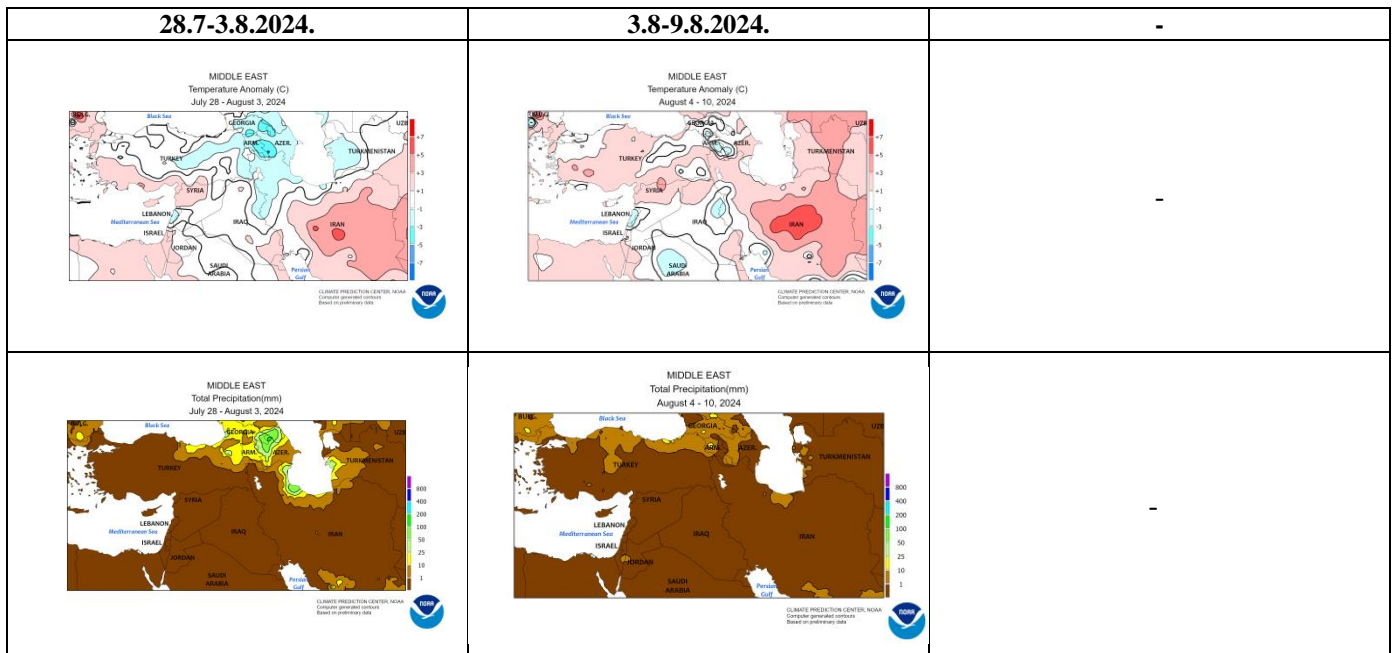 28.7-3.8.2024.
3.8-9.8.2024.
-
MIDDLE EAST
Temperature Anomaly (C)
July 28 - August 3, 2024
BULG.
Black Sea
GEORGIA
UZB
ARM.
AZER.
TURKEY
TURKMENISTAN
SYRIA
LEBANON
Mediterranean Sea
IRAQ
IRAN
ISRAEL
JORDAN
SAUDI
ARABIA
Persian
Gulf
+7
+5
+3
+1
-1
-3
-5
-7
CLIMATE PREDICTION CENTER, NOAA
Computer generated contours
Based on preliminary data
NOAA
MIDDLE EAST
Temperature Anomaly (C)
August 4 - 10, 2024
Black Sea
GEORGIA
UZB
ARM.
AZER.
TURKEY
TURKMENISTAN
SYRIA
LEBANON
Mediterranean Sea
IRAQ
IRAN
ISRAEL
JORDAN
SAUDI
ARABIA
Persian
Gulf
+7
+5
+3
+1
-1
-3
-5
-7
CLIMATE PREDICTION CENTER, NOAA
Computer generated contours
Based on preliminary data
NOAA
-
MIDDLE EAST
Total Precipitation(mm)
July 28 - August 3, 2024
BULG.
Black Sea
GEORGIA
UZB
ARM.
AZER.
TURKEY
TURKMENISTAN
SYRIA
LEBANON
Mediterranean Sea
IRAQ
IRAN
ISRAEL
JORDAN
SAUDI
ARABIA
Persian
Gulf
800
400
200
100
50
25
10
1
CLIMATE PREDICTION CENTER, NOAA
Computer generated contours
Based on preliminary data
NOAA
MIDDLE EAST
Total Precipitation(mm)
August 4 - 10, 2024
BULG.
Black Sea
GEORGIA
UZB
ARM.
AZER.
TURKEY
TURKMENISTAN
SYRIA
LEBANON
Mediterranean Sea
IRAQ
IRAN
ISRAEL
JORDAN
SAUDI
ARABIA
Persian
Gulf
800
400
200
100
50
25
10
1
CLIMATE PREDICTION CENTER, NOAA
Computer generated contours
Based on preliminary data
NOAA
-